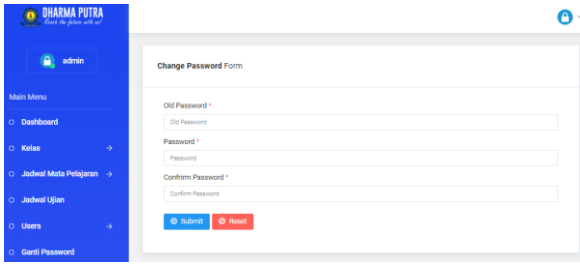 DHARMA PUTRA
Reach the future with us!
admin
Main Menu
Dashboard
Kelas
Jadwal Mata Pelajaran
Jadwal Ujian
Users
Ganti Password
Change Password Form
Old Password *
Old Password
Password *
Password
Confrirm Password *
Confirm Password
Submit
Reset